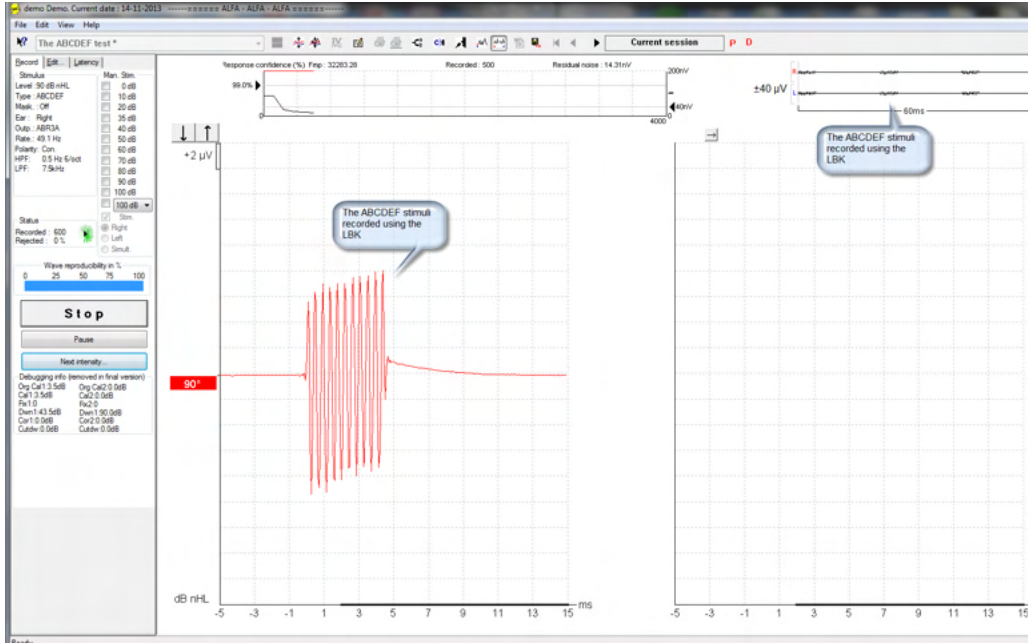 demo Demo. Current date : 14-11-2013 ------====== ALFA - ALFA - ALFA ======------
File Edit View Help
The ABCDEF test *
Current session
P D
Record Edit... Latency
Stimulus
Level :90 dB nHL
Type : ABCDEF
Mask. : Off
Ear : Right
Outp.: ABR3A
Rate.: 49.1 Hz
Polarity: Con.
HPF: 0.5 Hz 6/oct
LPF: 7.5kHz
Man. Stim.
0 dB
10 dB
20 dB
35 dB
40 dB
50 dB
60 dB
70 dB
80 dB
90 dB
100 dB
100 dB
Stim.
Right
Left
Simult.
Status
Recorded : 600
Rejected : 0 %
Wave reproducibility in %
0 25 50 75 100
Stop
Pause
Next intensity...
Debugging info (removed in final version)
Org Cal1:3.5dB Org Cal2:0.0dB
Cal1:3.5dB Cal2:0.0dB
Fix1:0 Fix2:0
Dwn1:43.5dB Dwn1:90.0dB
Cor1:0.0dB Cor2:0.0dB
Cutdw:0.0dB Cutdw:0.0dB
Response confidence (%) Fmp : 32283.28 Recorded : 500 Residual noise : 14.31nV
99.0%
200nV
40nV
0
0
4000
±40 µV
R
L
60ms
The ABCDEF stimuli
recorded using the
LBK
+2 µV
The ABCDEF stimuli
recorded using the
LBK
90°
dB nHL
-5 -3 -1 1 3 5 7 9 11 13 15 ms
-5 -3 -1 1 3 5 7 9 11 13 15
Ready